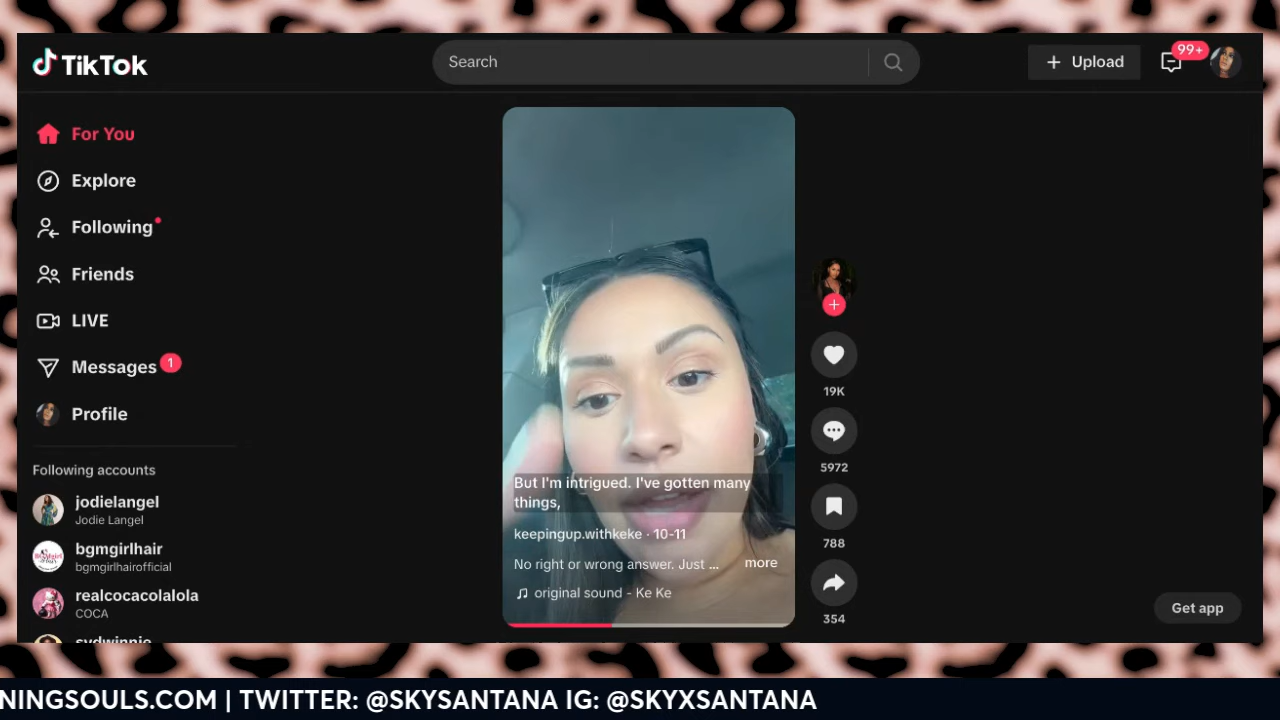 TikTok
Search
Upload
99+
For You
Explore
Following
Friends
LIVE
Messages 1
Profile
Following accounts
jodielangel
Jodie Langel
bgmgirlhair
bgmgirlhairofficial
realcocacolalola
COCA
sydwinnie
But I'm intrigued. I've gotten many
things,
keepingup.withkeke · 10-11
No right or wrong answer. Just ... more
original sound - Ke Ke
19K
5972
788
354
Get app
NINGSOULS.COM | TWITTER: @SKYSANTANA IG: @SKYXSANTANA